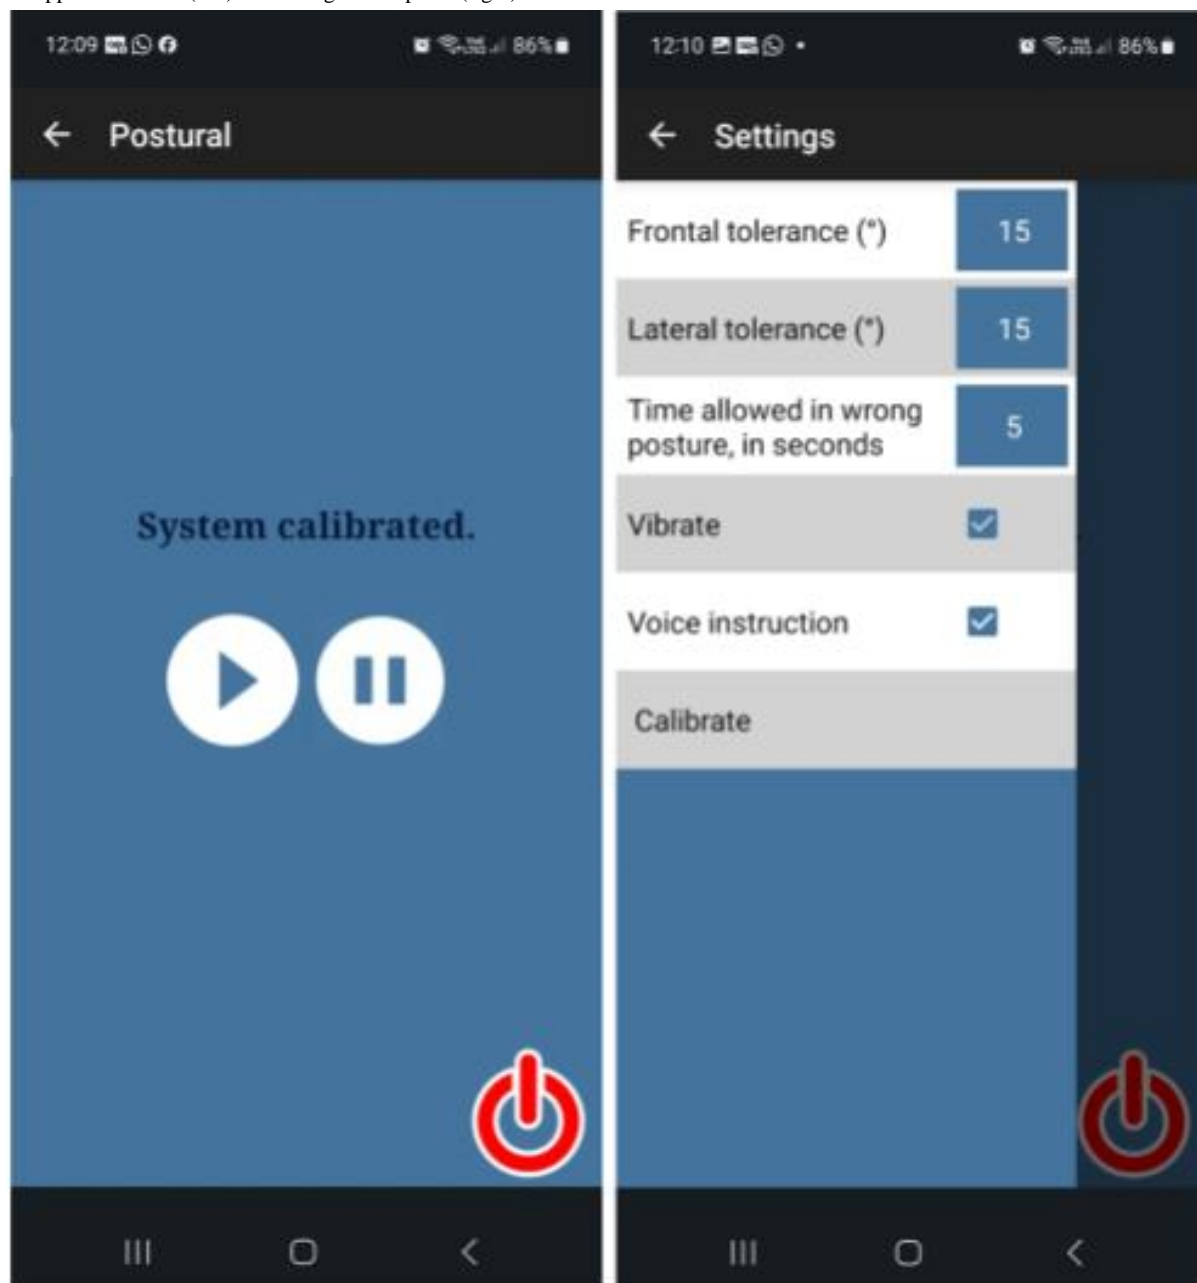 12:09
86%
Postural
System calibrated.
12:10
86%
Settings
Frontal tolerance (°)
15
Lateral tolerance (°)
15
Time allowed in wrong
posture, in seconds
5
Vibrate
Voice instruction
Calibrate